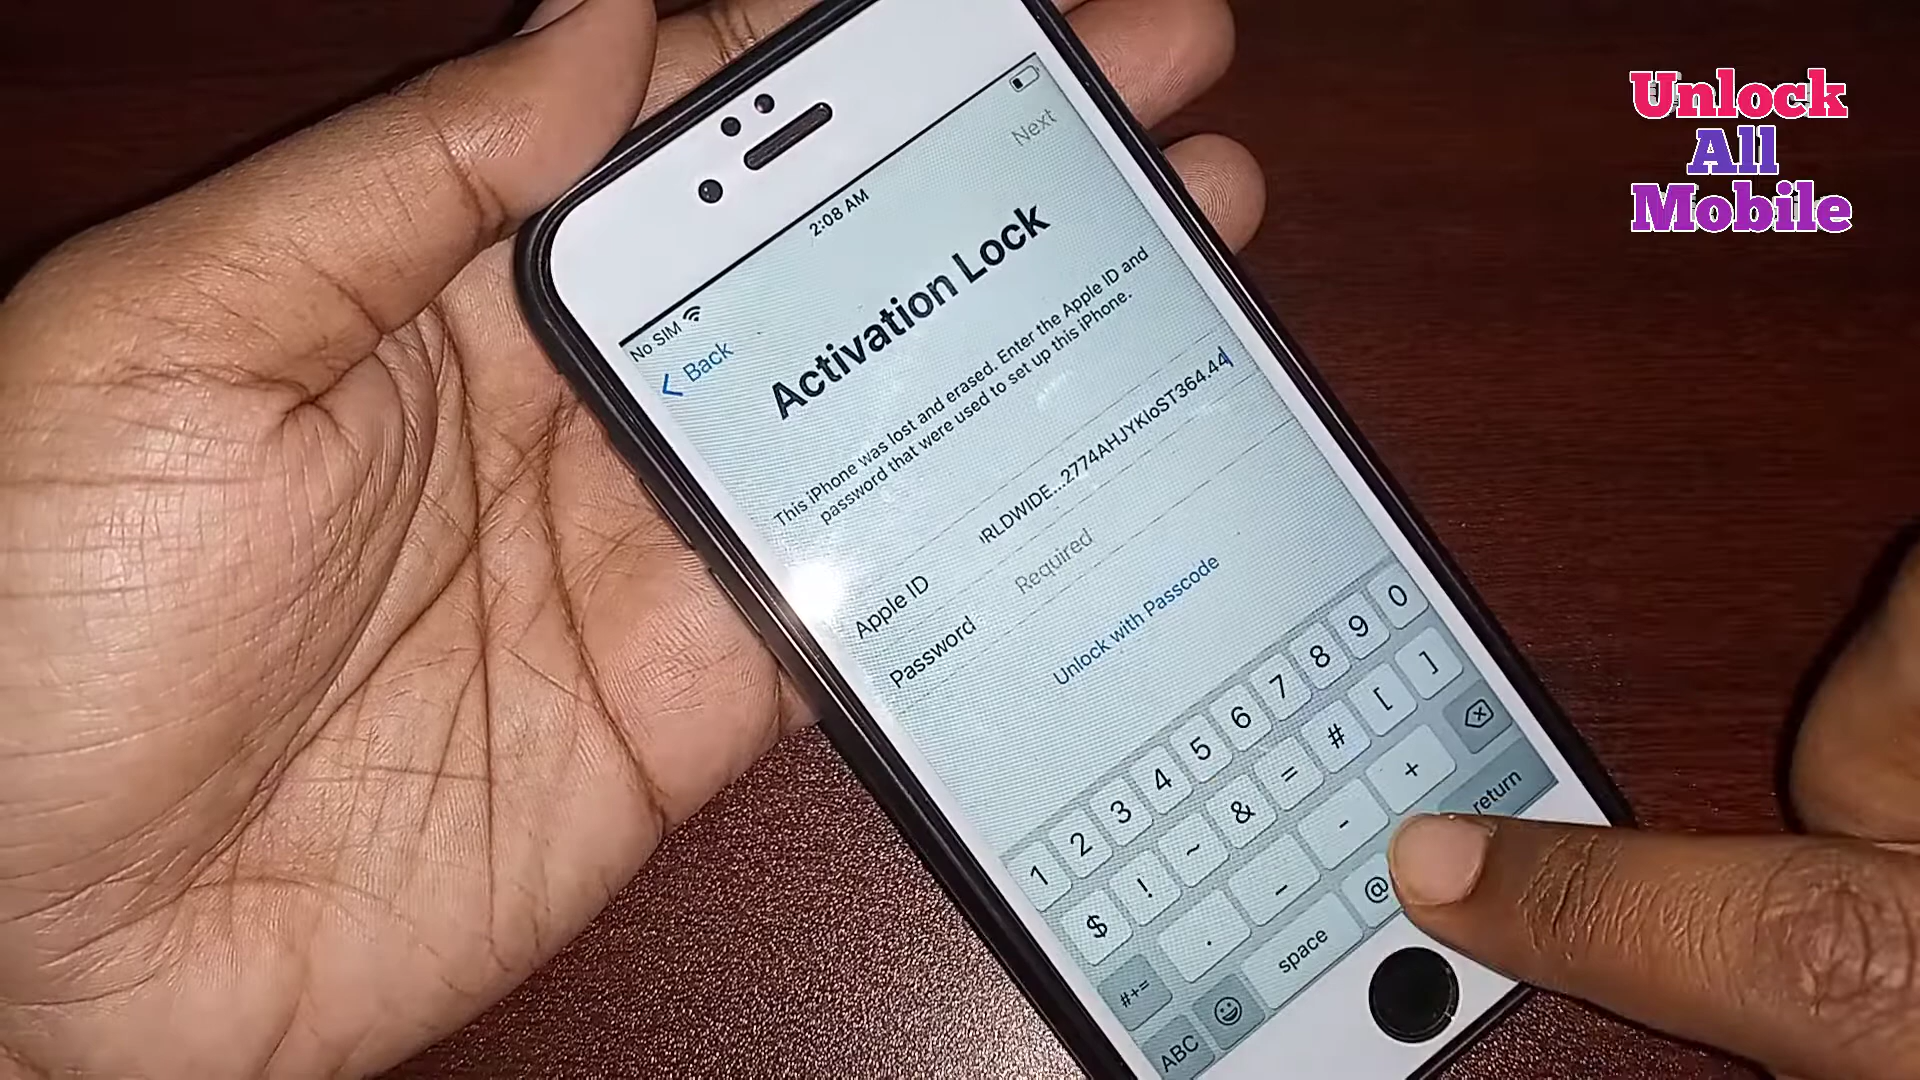 Unlock
All
Mobile
No SIM
2:08 AM
Back
Next
Activation Lock
This iPhone was lost and erased. Enter the Apple ID and
password that were used to set up this iPhone.
Apple ID RLDWIDE...2774AHJYKIoST364.44
Password Required
Unlock with Passcode
1 2 3 4 5 6 7 8 9 0
$ ! ~ & = # [ ]
#+= . _ - +
ABC space @ return